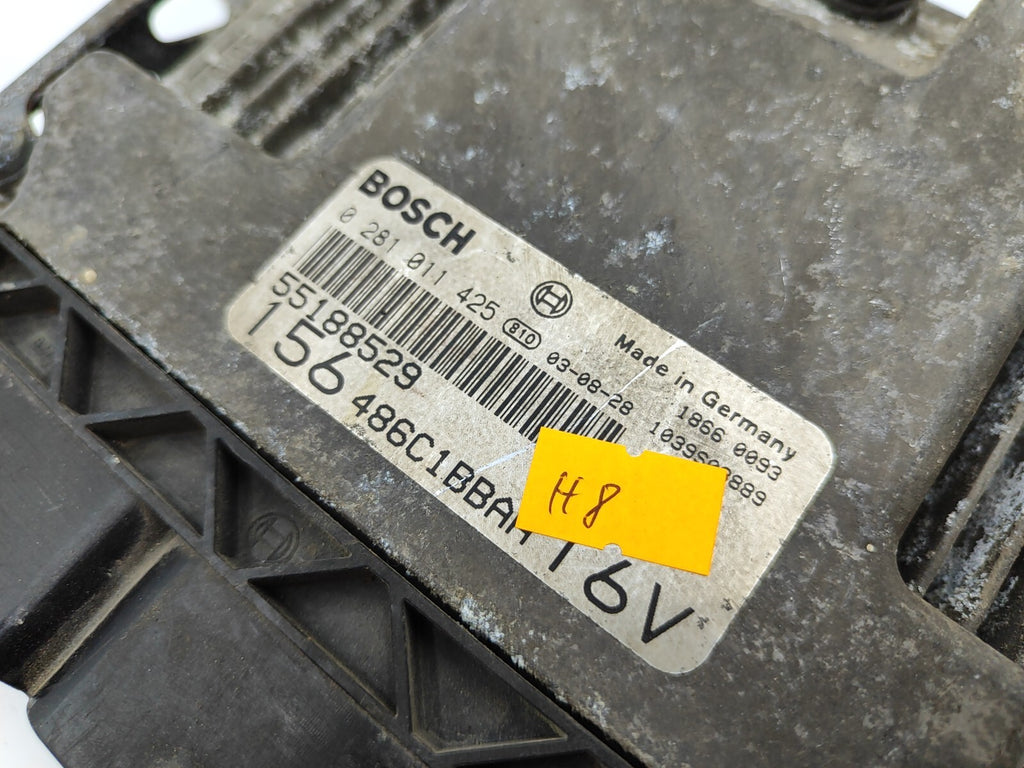 BOSCH
0 281 011 425 810 03-08-28
Made in Germany
1866 0093
55188529
156 486C1BBA 16V
H8